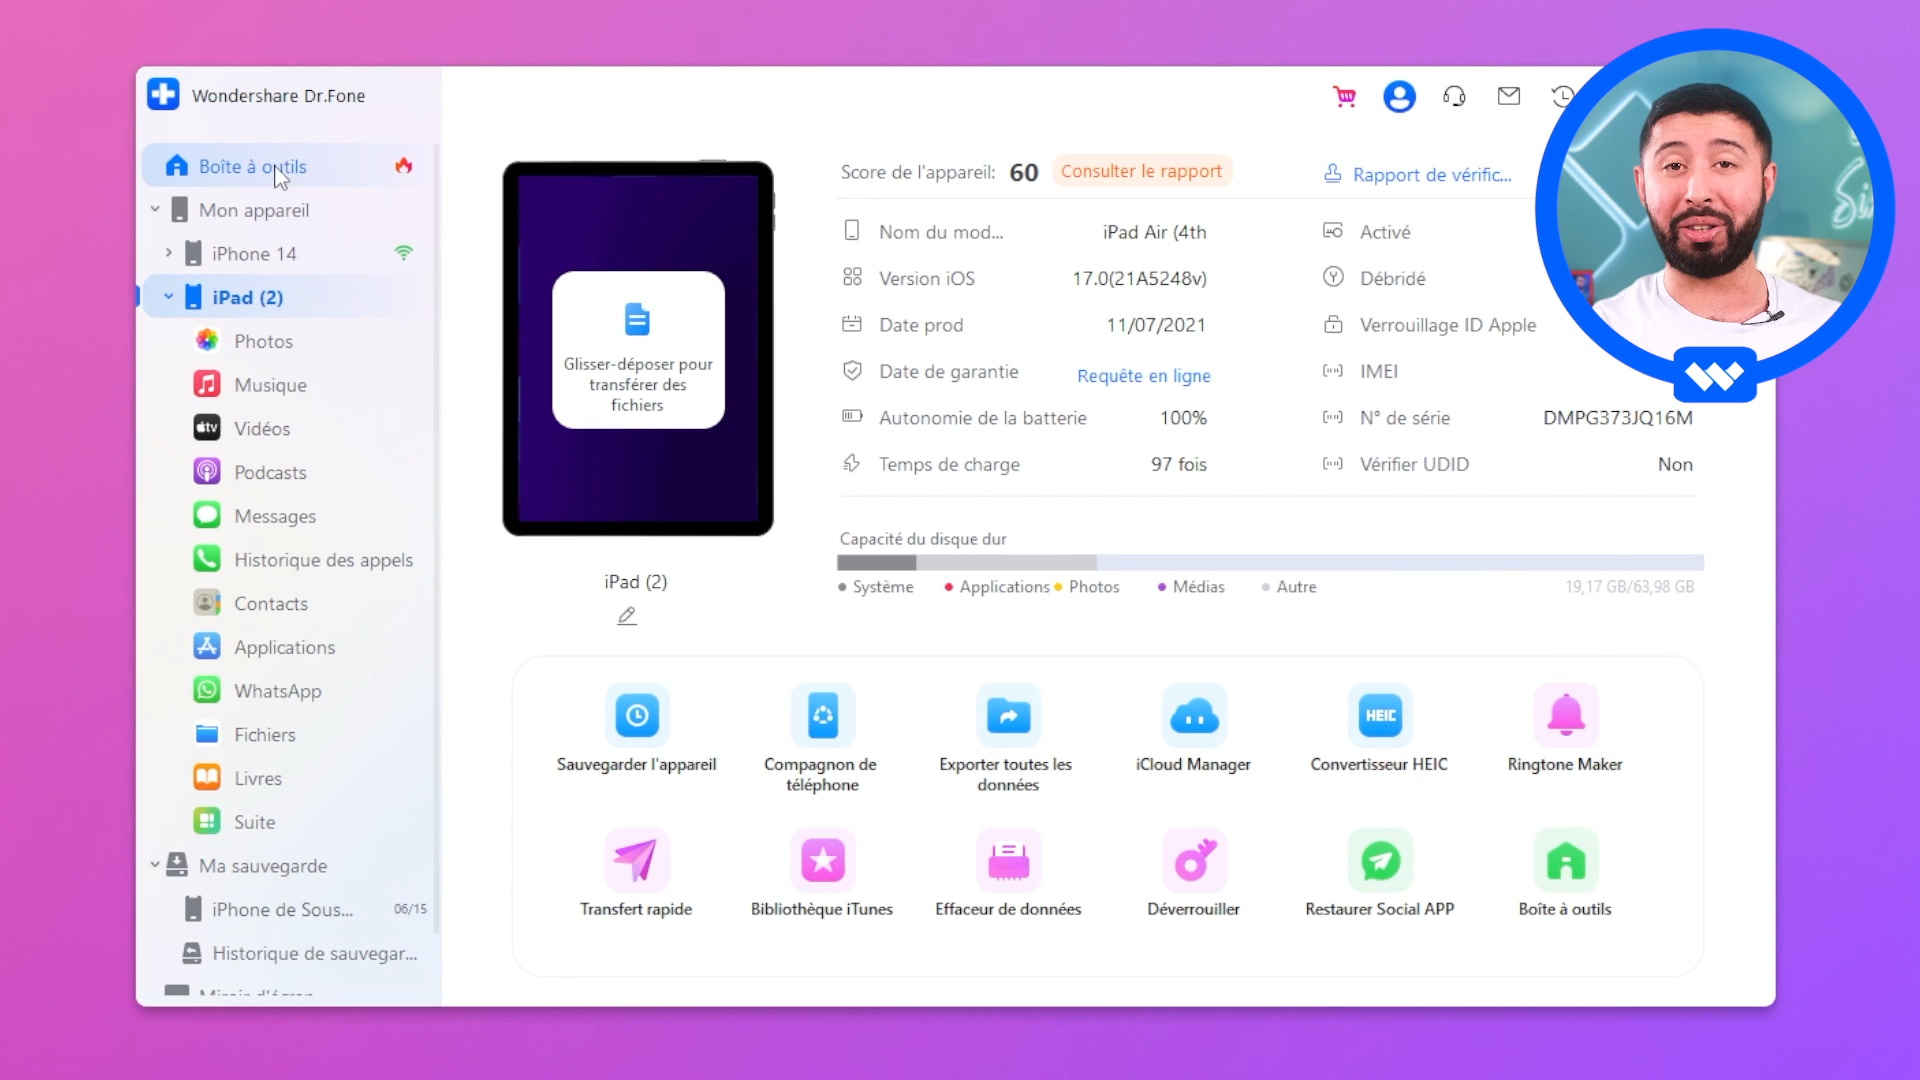 Wondershare Dr.Fone
Boîte à outils
Mon appareil
iPhone 14
iPad (2)
Photos
Musique
Vidéos
Podcasts
Messages
Historique des appels
Contacts
Applications
WhatsApp
Fichiers
Livres
Suite
Ma sauvegarde
iPhone de Sous... 06/15
Historique de sauvegar...
Glisser-déposer pour
transférer des
fichiers
iPad (2)
Score de l'appareil: 60 Consulter le rapport
Rapport de vérific...
Nom du mod... iPad Air (4th
Version iOS 17.0(21A5248v)
Date prod 11/07/2021
Date de garantie Requête en ligne
Autonomie de la batterie 100%
Temps de charge 97 fois
Activé
Débridé
Verrouillage ID Apple
IMEI
N° de série DMPG373JQ16M
Vérifier UDID Non
Capacité du disque dur
Système Applications Photos Médias Autre 19,17 GB/63,98 GB
Sauvegarder l'appareil
Compagnon de
téléphone
Exporter toutes les
données
iCloud Manager
HEIC
Convertisseur HEIC
Ringtone Maker
Transfert rapide
Bibliothèque iTunes
Effaceur de données
Déverrouiller
Restaurer Social APP
Boîte à outils